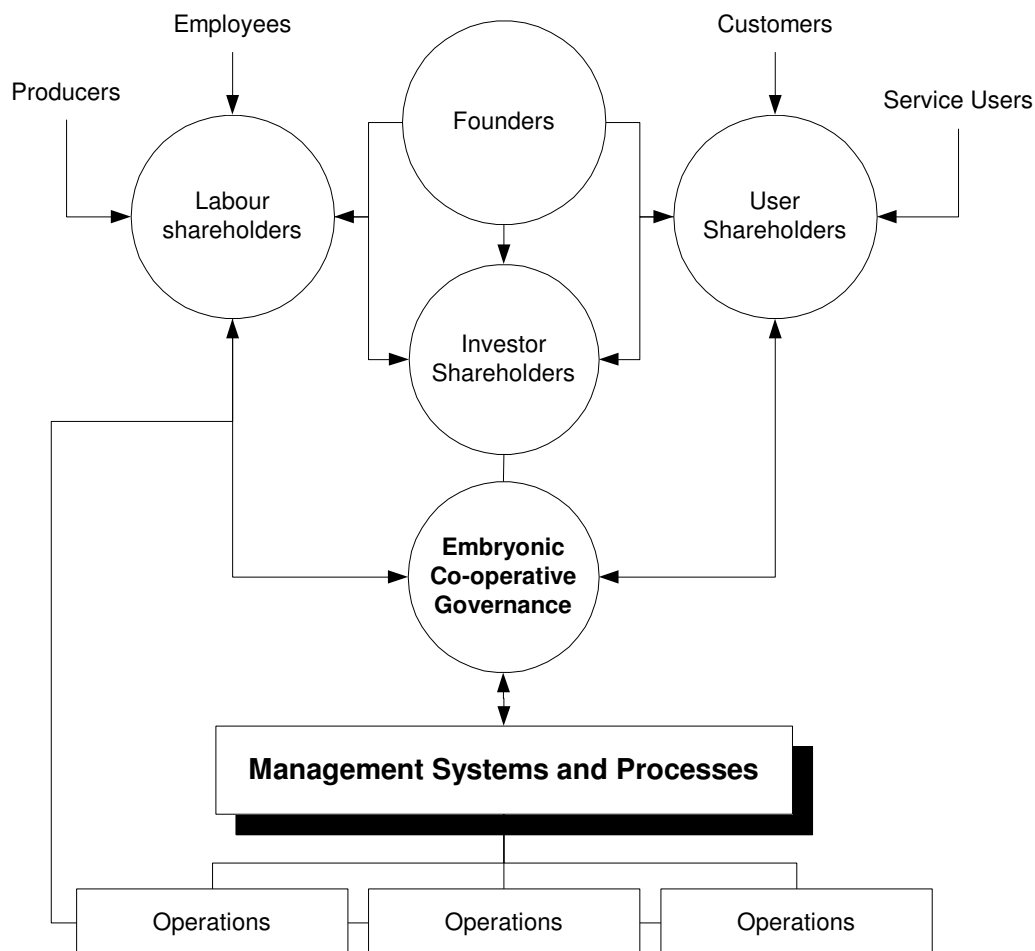 Employees
Customers
Producers
Service Users
Founders
Labour
shareholders
User
Shareholders
Investor
Shareholders
Embryonic
Co-operative
Governance
Management Systems and Processes
Operations
Operations
Operations